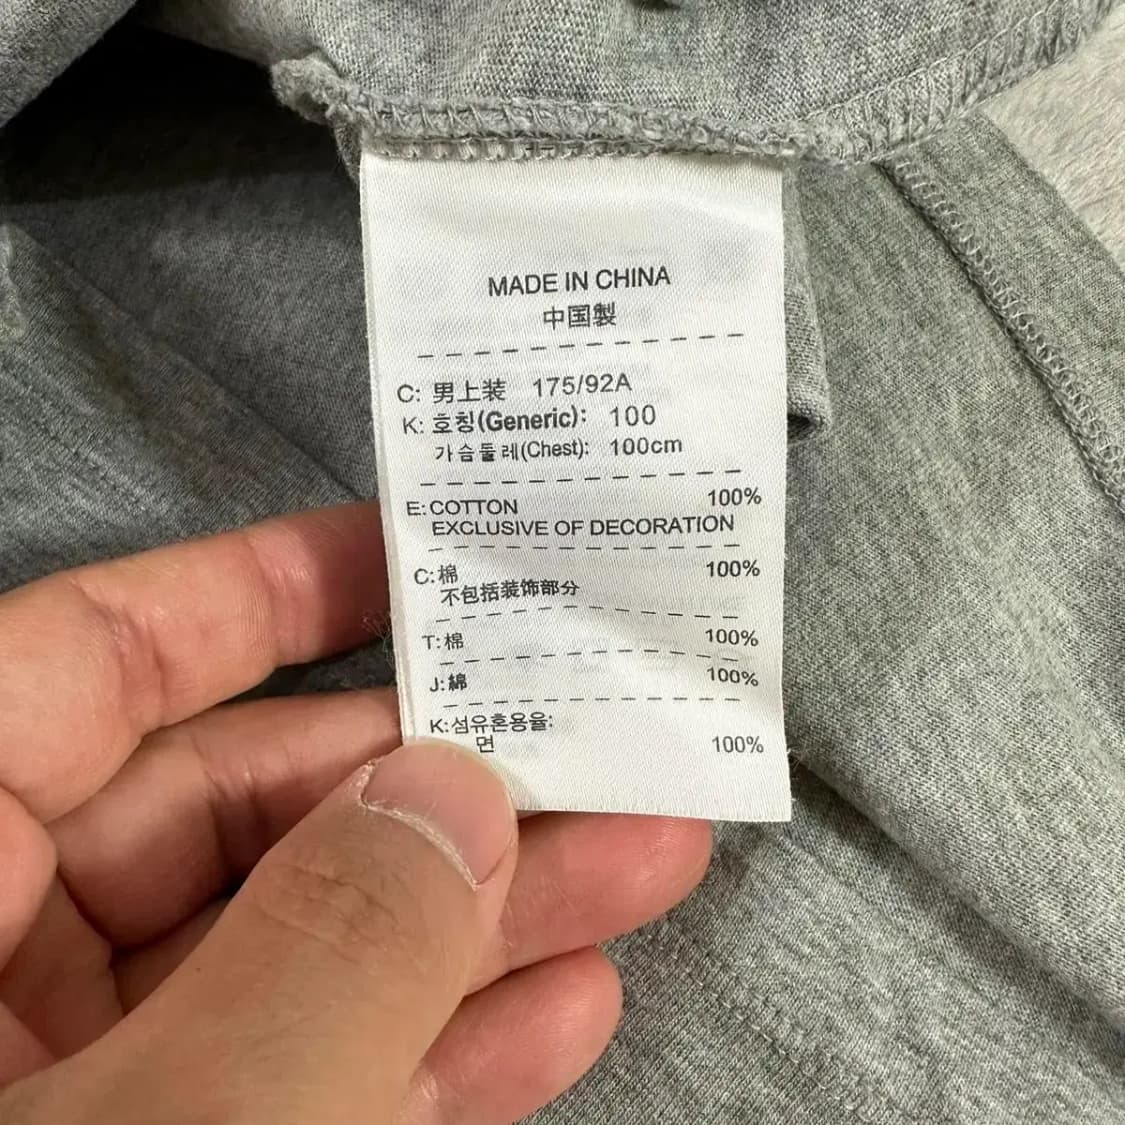 MADE IN CHINA
中国製
C: 男上装 175/92A
K: 호칭(Generic): 100
가슴둘레(Chest): 100cm
E: COTTON 100%
EXCLUSIVE OF DECORATION
C: 棉 100%
不包括装饰部分
T: 棉 100%
J: 綿 100%
K: 섬유혼용율:
면 100%